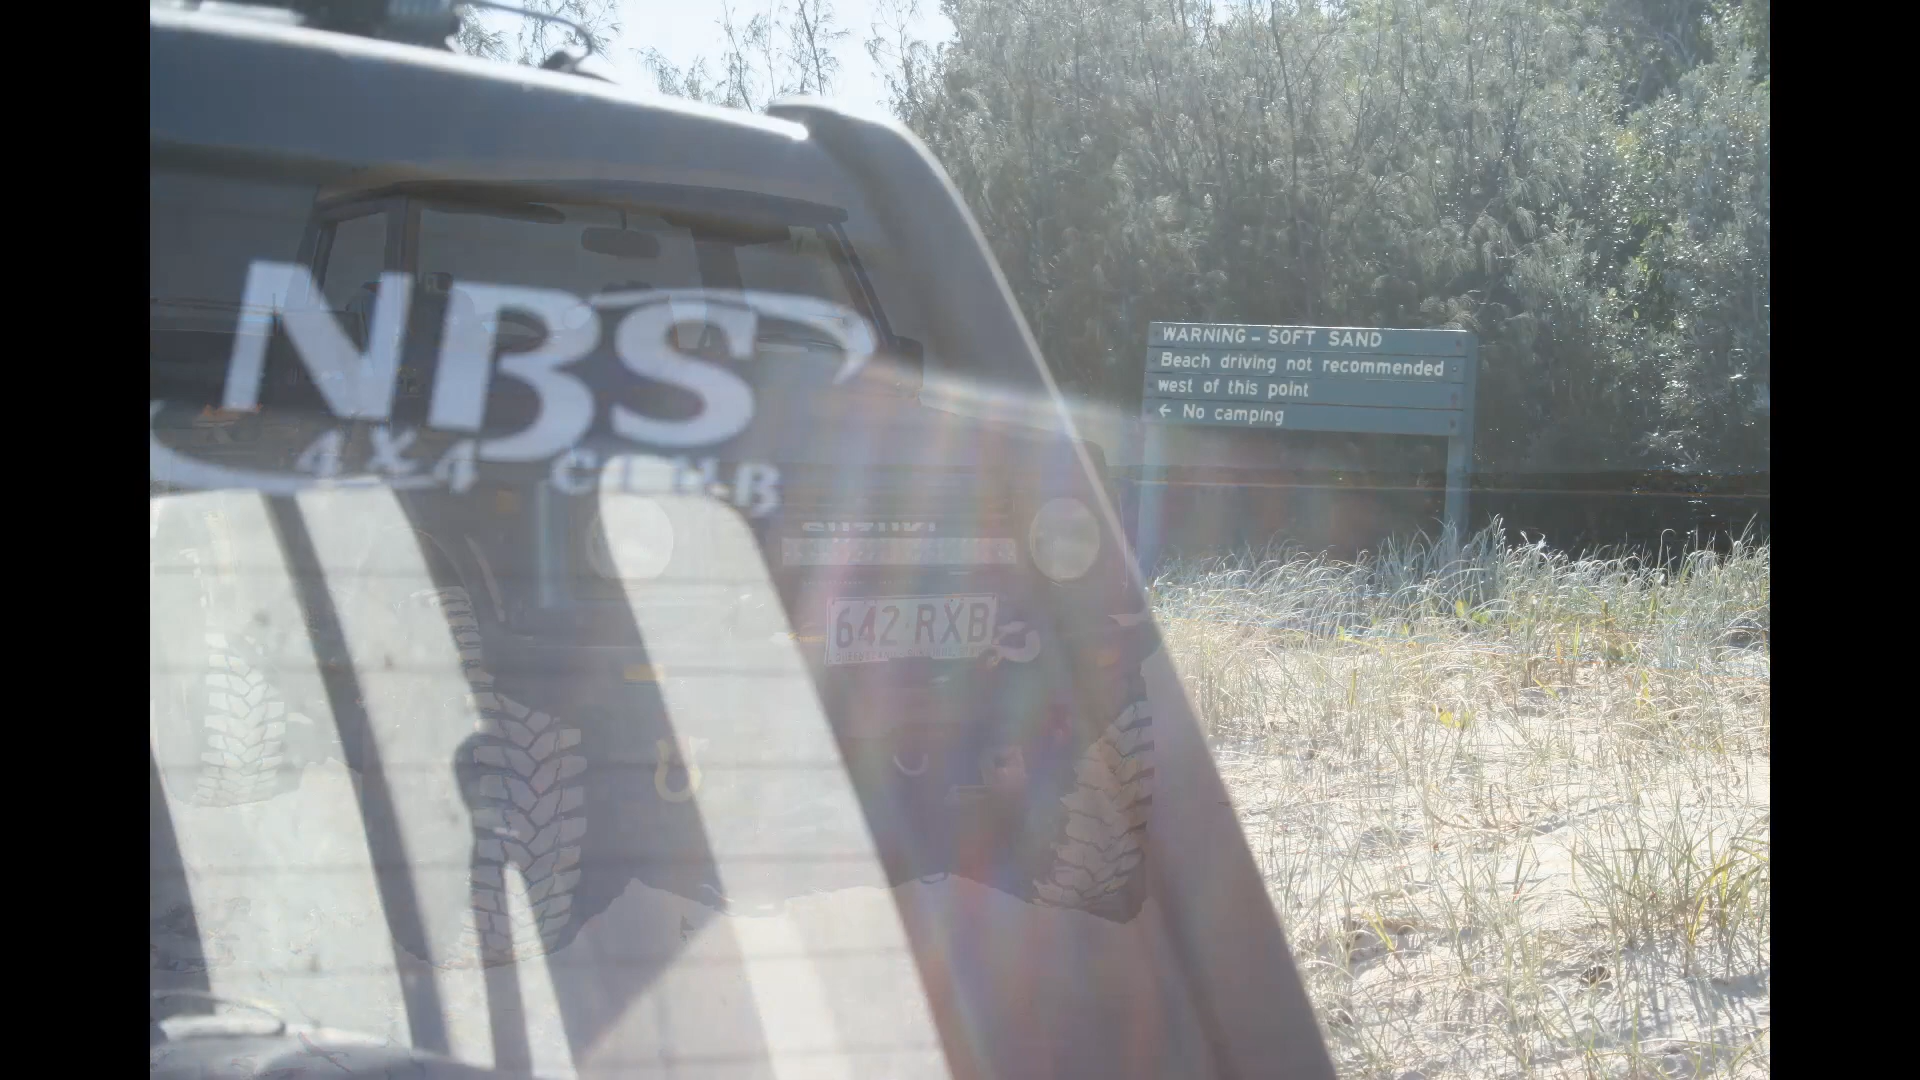 NBS
4X4 CLUB
WARNING - SOFT SAND
Beach driving not recommended
west of this point
← No camping
SUZUKI
642 RXB